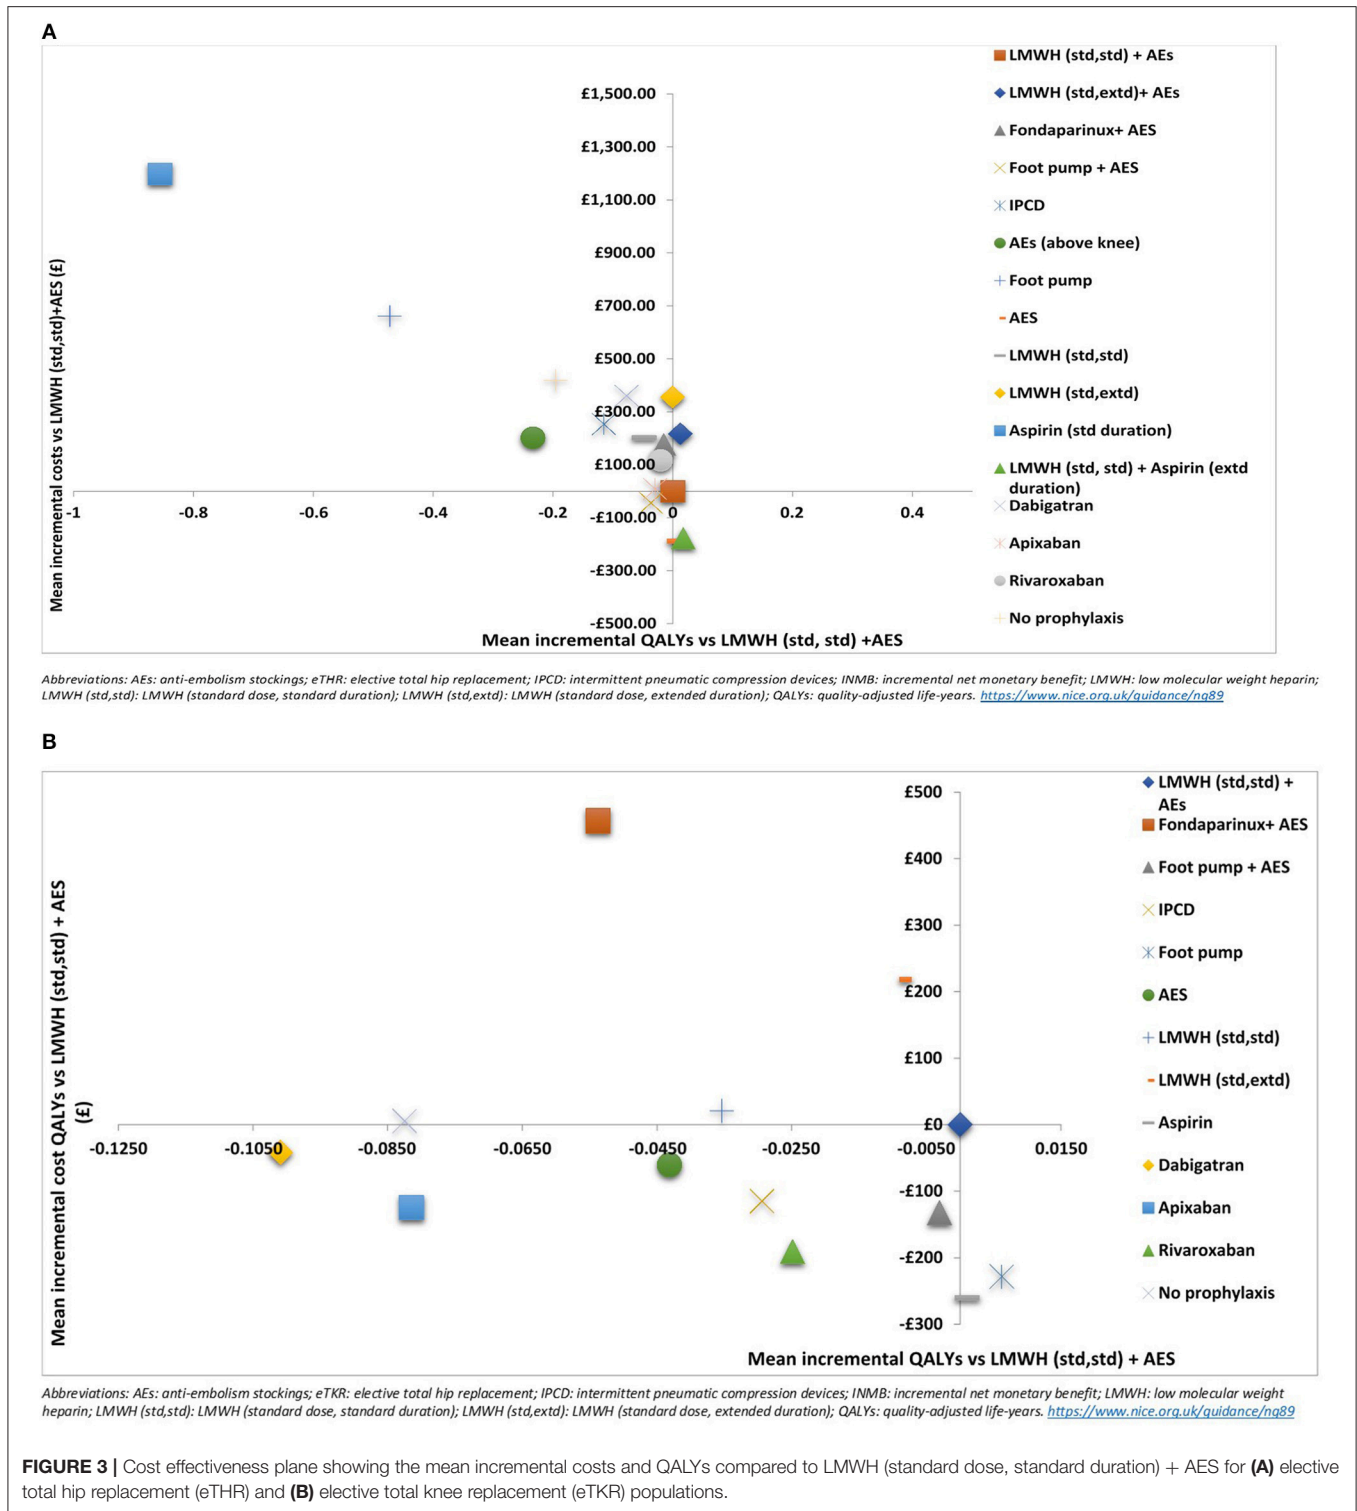 A
LMWH (std,std) + AEs
LMWH (std,extd)+ AEs
Fondaparinux+ AES
Foot pump + AES
IPCD
AEs (above knee)
Foot pump
AES
LMWH (std,std)
LMWH (std,extd)
Aspirin (std duration)
LMWH (std, std) + Aspirin (extd
duration)
Dabigatran
Apixaban
Rivaroxaban
No prophylaxis
£1,500.00
£1,300.00
£1,100.00
£900.00
£700.00
£500.00
£300.00
£100.00
-£100.00
-£300.00
-£500.00
-1
-0.8
-0.6
-0.4
-0.2
0
0.2
0.4
Mean incremental costs vs LMWH (std,std)+AES (£)
Mean incremental QALYs vs LMWH (std, std) +AES
Abbreviations: AEs: anti-embolism stockings; eTHR: elective total hip replacement; IPCD: intermittent pneumatic compression devices; INMB: incremental net monetary benefit; LMWH: low molecular weight heparin;
LMWH (std,std): LMWH (standard dose, standard duration); LMWH (std,extd): LMWH (standard dose, extended duration); QALYs: quality-adjusted life-years. https://www.nice.org.uk/guidance/ng89
B
LMWH (std,std) +
AEs
Fondaparinux+ AES
Foot pump + AES
IPCD
Foot pump
AES
LMWH (std,std)
LMWH (std,extd)
Aspirin
Dabigatran
Apixaban
Rivaroxaban
No prophylaxis
£500
£400
£300
£200
£100
£0
-£100
-£200
-£300
-0.1250
-0.1050
-0.0850
-0.0650
-0.0450
-0.0250
-0.0050
0.0150
Mean incremental cost QALYs vs LMWH (std,std) + AES
(£)
Mean incremental QALYs vs LMWH (std,std) + AES
Abbreviations: AEs: anti-embolism stockings; eTKR: elective total hip replacement; IPCD: intermittent pneumatic compression devices; INMB: incremental net monetary benefit; LMWH: low molecular weight
heparin; LMWH (std,std): LMWH (standard dose, standard duration); LMWH (std,extd): LMWH (standard dose, extended duration); QALYs: quality-adjusted life-years. https://www.nice.org.uk/guidance/ng89
FIGURE 3 | Cost effectiveness plane showing the mean incremental costs and QALYs compared to LMWH (standard dose, standard duration) + AES for (A) elective
total hip replacement (eTHR) and (B) elective total knee replacement (eTKR) populations.